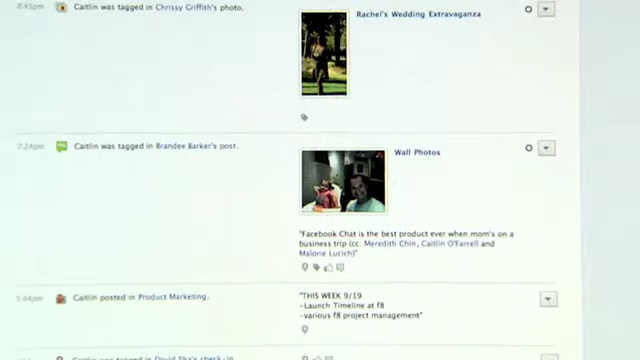 8:41pm Caitlin was tagged in Chrissy Griffith's photo.
Rachel's Wedding Extravaganza
7:24pm Caitlin was tagged in Brandee Barker's post.
Wall Photos
"Facebook Chat is the best product ever when mom's on a
business trip (cc: Meredith Chin, Caitlin O'Farrell and
Malorie Lucich)"
Caitlin posted in Product Marketing.
"THIS WEEK 9/19
-Launch Timeline at f8
-various f8 project management"
Caitlin was tagged in David Sha's check-in.